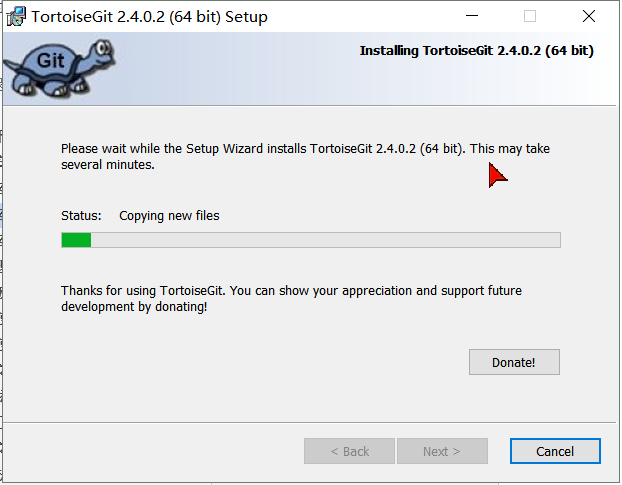 TortoiseGit 2.4.0.2 (64 bit) Setup
Git
Installing TortoiseGit 2.4.0.2 (64 bit)
Please wait while the Setup Wizard installs TortoiseGit 2.4.0.2 (64 bit). This may take
several minutes.
Status: Copying new files
Thanks for using TortoiseGit. You can show your appreciation and support future
development by donating!
Donate!
< Back
Next >
Cancel